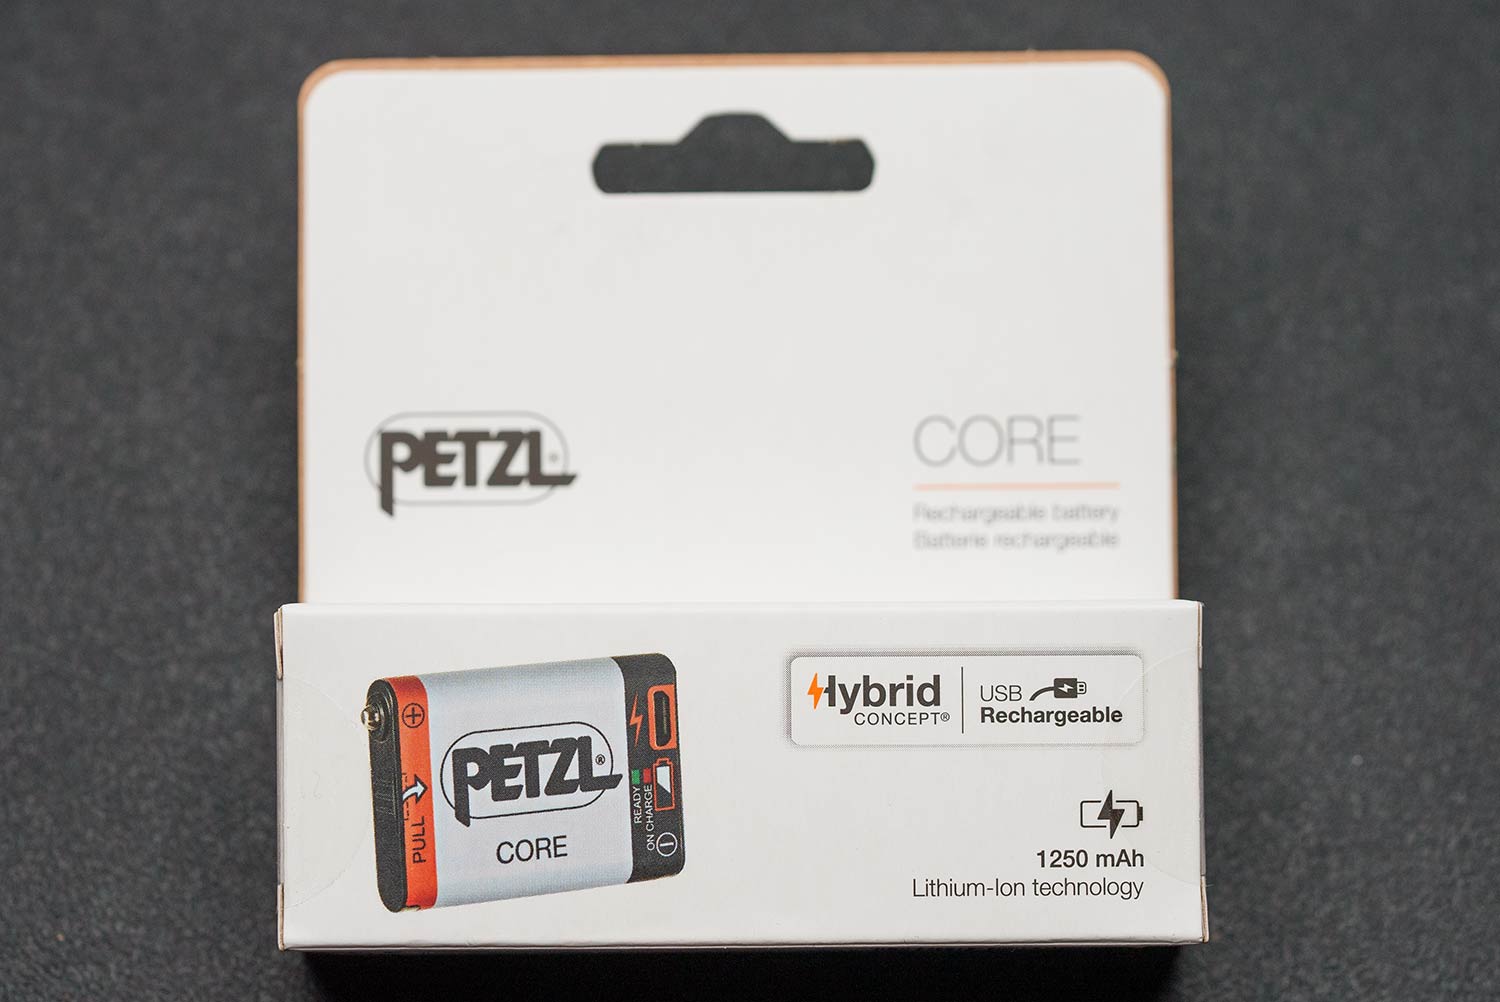 PETZL
CORE
Rechargeable battery
Batterie rechargeable
Hybrid
CONCEPT®
USB
Rechargeable
PULL
PETZL®
CORE
READY
ON CHARGE
1250 mAh
Lithium-Ion technology